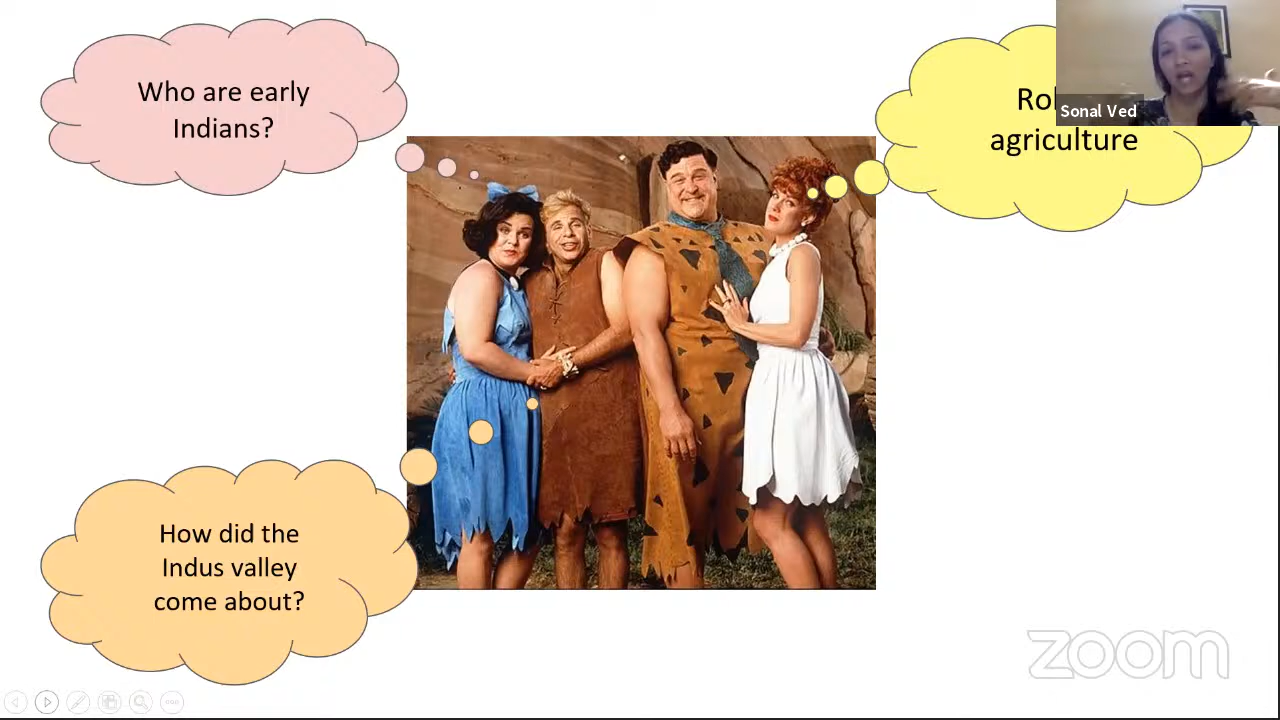 Who are early
Indians?
agriculture
Sonal Ved
How did the
Indus valley
come about?
zoom